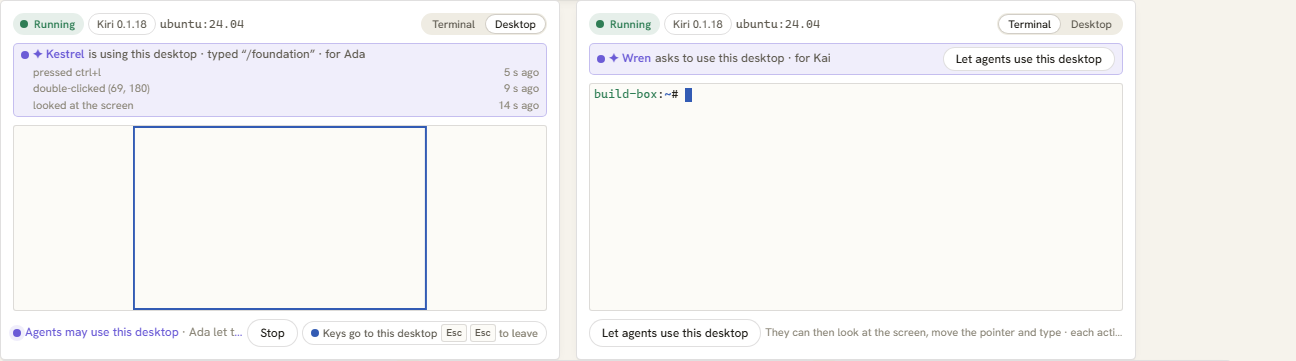 Running Kiri 0.1.18 ubuntu:24.04 Terminal Desktop
Kestrel is using this desktop · typed “/foundation” · for Ada
pressed ctrl+l 5 s ago
double-clicked (69, 180) 9 s ago
looked at the screen 14 s ago
Agents may use this desktop · Ada let t… Stop Keys go to this desktop Esc Esc to leave
Running Kiri 0.1.18 ubuntu:24.04 Terminal Desktop
Wren asks to use this desktop · for Kai Let agents use this desktop
build-box:~#
Let agents use this desktop They can then look at the screen, move the pointer and type · each acti…